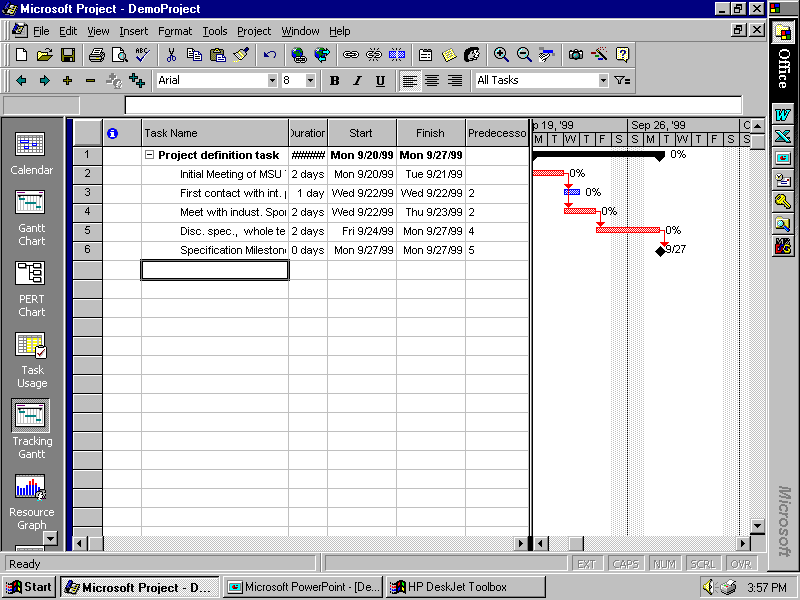 Microsoft Project - DemoProject
File Edit View Insert Format Tools Project Window Help
Arial 8 B I U All Tasks
Office
Task Name Duration Start Finish Predecesso
p 19, '99 Sep 26, '99 O
M T W T F S S M T W T F S S
1 Project definition task ###### Mon 9/20/99 Mon 9/27/99 0%
2 Initial Meeting of MSU 2 days Mon 9/20/99 Tue 9/21/99 0%
3 First contact with int. 1 day Wed 9/22/99 Wed 9/22/99 2 0%
4 Meet with indust. Spo 2 days Wed 9/22/99 Thu 9/23/99 2 0%
5 Disc. spec., whole te 2 days Fri 9/24/99 Mon 9/27/99 4 0%
6 Specification Milestone 0 days Mon 9/27/99 Mon 9/27/99 5 9/27
Calendar
Gantt
Chart
PERT
Chart
Task
Usage
Tracking
Gantt
Resource
Graph
Microsoft
Ready EXT CAPS NUM SCRL OVR
Start Microsoft Project - D... Microsoft PowerPoint - [De... HP DeskJet Toolbox 3:57 PM